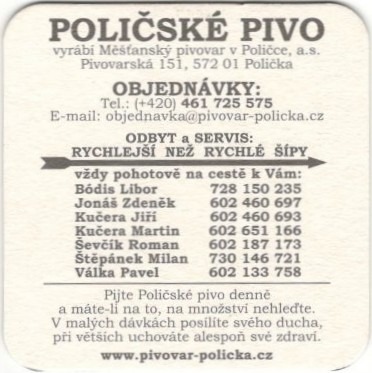 POLIČSKÉ PIVO
vyrábí Měšťanský pivovar v Poličce, a.s.
Pivovarská 151, 572 01 Polička
OBJEDNÁVKY:
Tel.: (+420) 461 725 575
E-mail: objednavka@pivovar-policka.cz
ODBYT a SERVIS:
RYCHLEJŠÍ NEŽ RYCHLÉ ŠÍPY
vždy pohotově na cestě k Vám:
Bódis Libor 728 150 235
Jonáš Zdeněk 602 460 697
Kučera Jiří 602 460 693
Kučera Martin 602 651 166
Ševčík Roman 602 187 173
Štěpánek Milan 730 146 721
Válka Pavel 602 133 758
Pijte Poličské pivo denně
a máte-li na to, na množství nehleďte.
V malých dávkách posílíte svého ducha,
při větších uchováte alespoň své zdraví.
www.pivovar-policka.cz